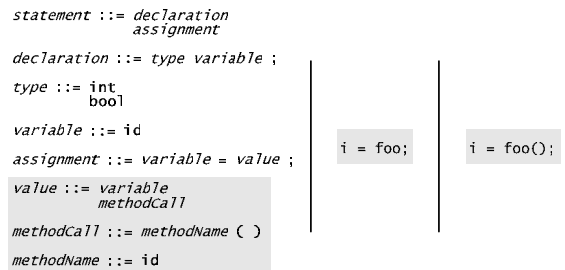 statement ::= declaration
assignment
declaration ::= type variable ;
type ::= int
bool
variable ::= id
assignment ::= variable = value ;
value ::= variable
methodCall
methodCall ::= methodName ( )
methodName ::= id
i = foo;
i = foo();